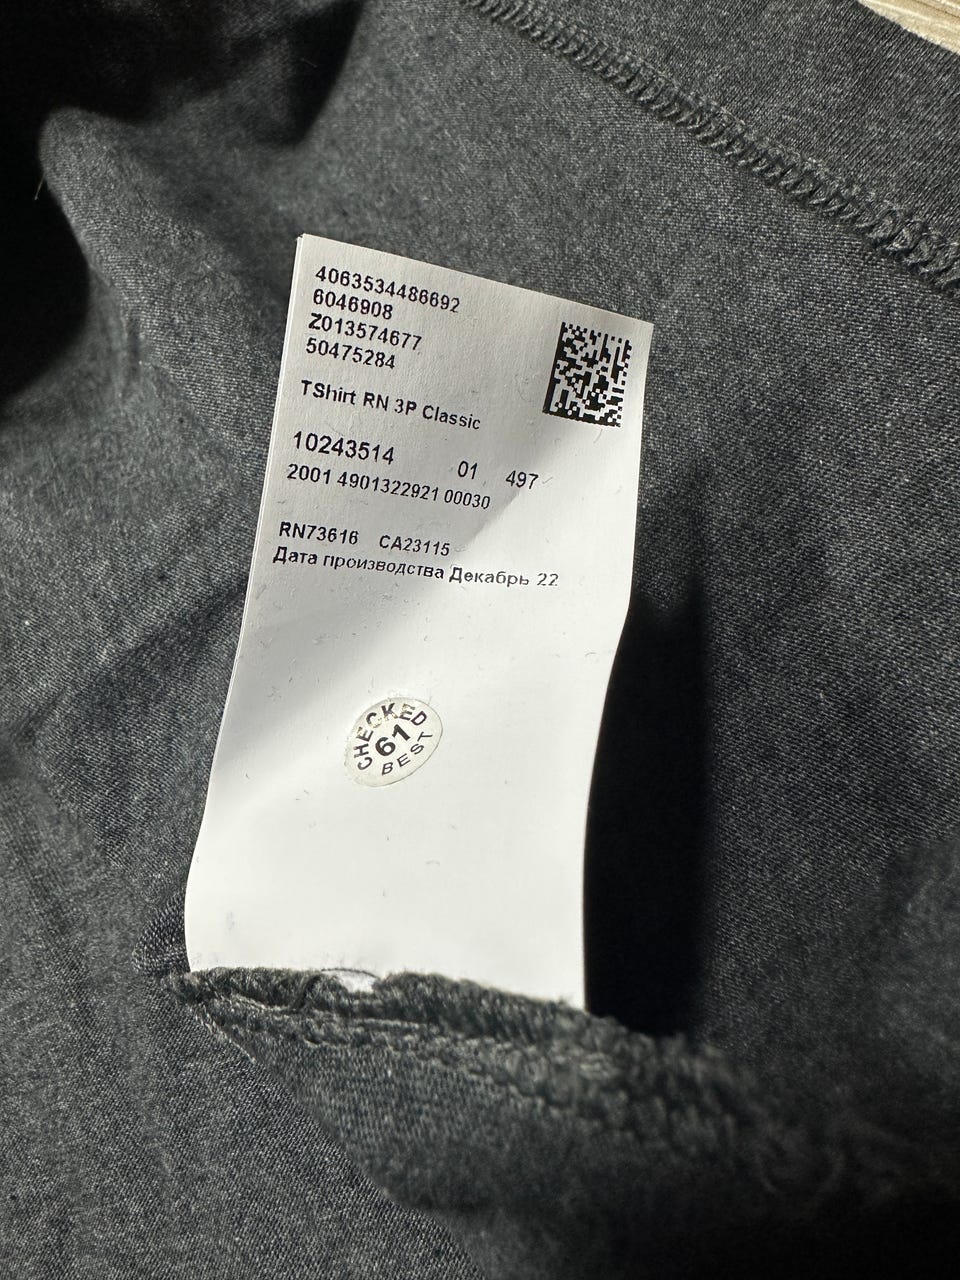 4063534486692
6046908
Z013574677
50475284
TShirt RN 3P Classic
10243514 01 497
2001 4901322921 00030
RN73616 CA23115
Дата производства Декабрь 22
CHECKED
61
BEST